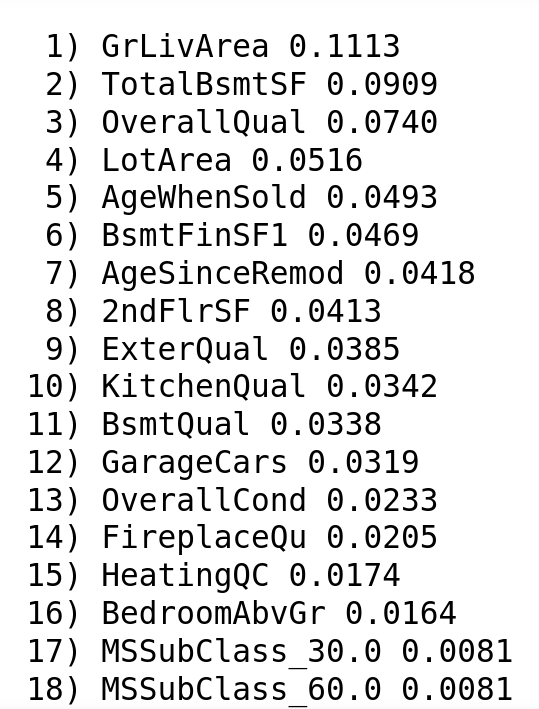 1) GrLivArea 0.1113
2) TotalBsmtSF 0.0909
3) OverallQual 0.0740
4) LotArea 0.0516
5) AgeWhenSold 0.0493
6) BsmtFinSF1 0.0469
7) AgeSinceRemod 0.0418
8) 2ndFlrSF 0.0413
9) ExterQual 0.0385
10) KitchenQual 0.0342
11) BsmtQual 0.0338
12) GarageCars 0.0319
13) OverallCond 0.0233
14) FireplaceQu 0.0205
15) HeatingQC 0.0174
16) BedroomAbvGr 0.0164
17) MSSubClass_30.0 0.0081
18) MSSubClass_60.0 0.0081